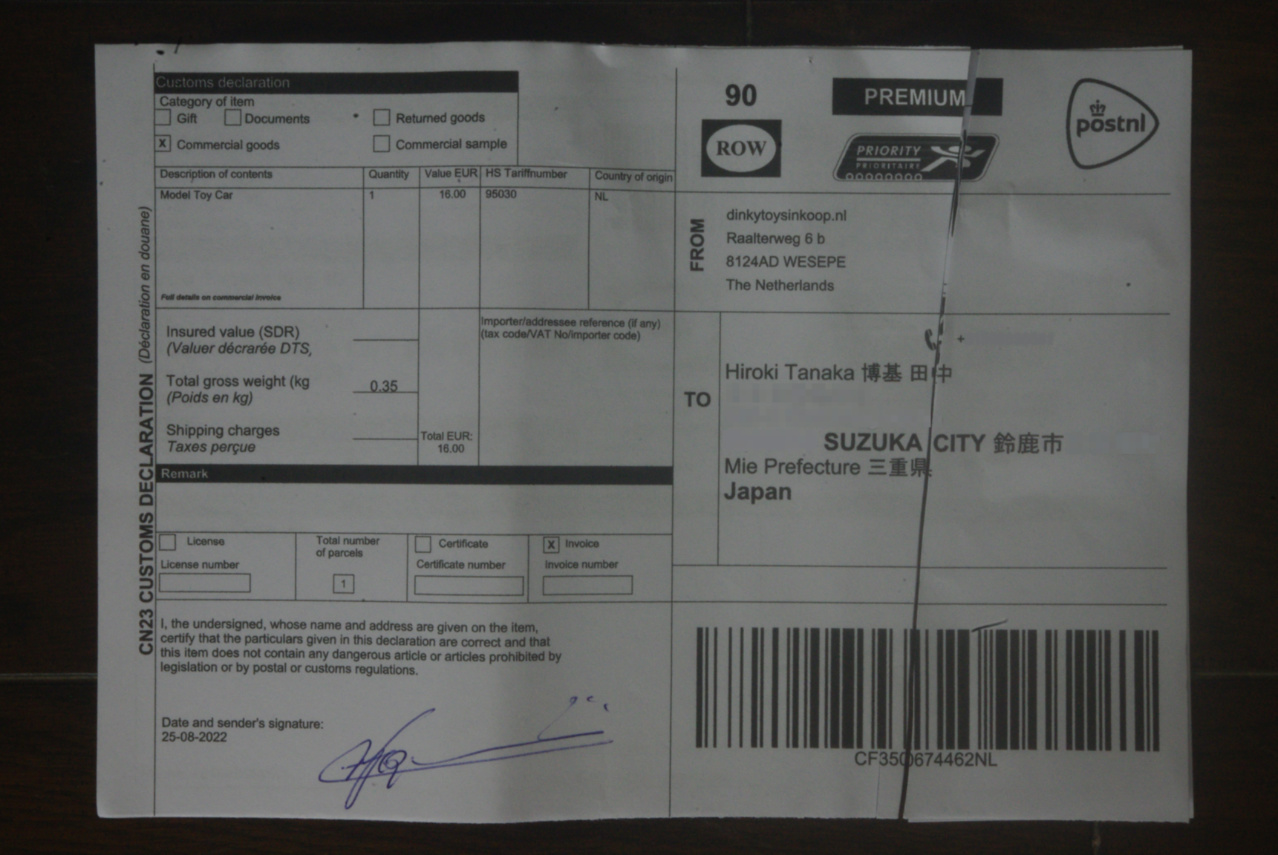 Customs declaration
Category of item
Gift Documents Returned goods
X Commercial goods Commercial sample
Description of contents Quantity Value EUR HS Tariffnumber Country of origin
Model Toy Car 1 16.00 95030 NL
Full details on commercial invoice
Insured value (SDR)
(Valuer décrarée DTS,
Importer/addressee reference (if any)
(tax code/VAT No/importer code)
Total gross weight (kg 0.35
(Poids en kg)
Shipping charges
Taxes perçue
Total EUR:
16.00
Remark
License
Total number
of parcels
Certificate
X Invoice
License number
1
Certificate number
Invoice number
I, the undersigned, whose name and address are given on the item,
certify that the particulars given in this declaration are correct and that
this item does not contain any dangerous article or articles prohibited by
legislation or by postal or customs regulations.
Date and sender's signature:
25-08-2022
CN23 CUSTOMS DECLARATION (Déclaration en douane)
90
ROW
PREMIUM
PRIORITY
PRIORITAIRE
postnl
FROM
dinkytoysinkoop.nl
Raalterweg 6 b
8124AD WESEPE
The Netherlands
TO
+
Hiroki Tanaka 博基 田中
SUZUKA CITY 鈴鹿市
Mie Prefecture 三重県
Japan
CF350674462NL